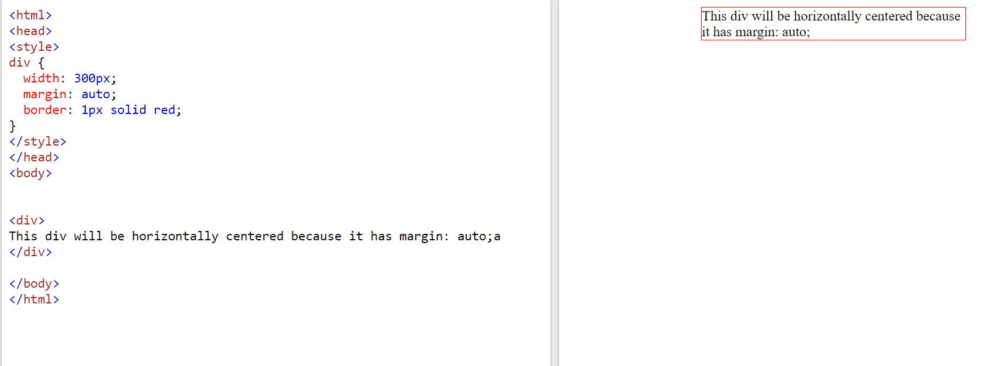 <html>
<head>
<style>
div {
  width: 300px;
  margin: auto;
  border: 1px solid red;
}
</style>
</head>
<body>
<div>
This div will be horizontally centered because it has margin: auto;a
</div>
</body>
</html>
This div will be horizontally centered because
it has margin: auto;